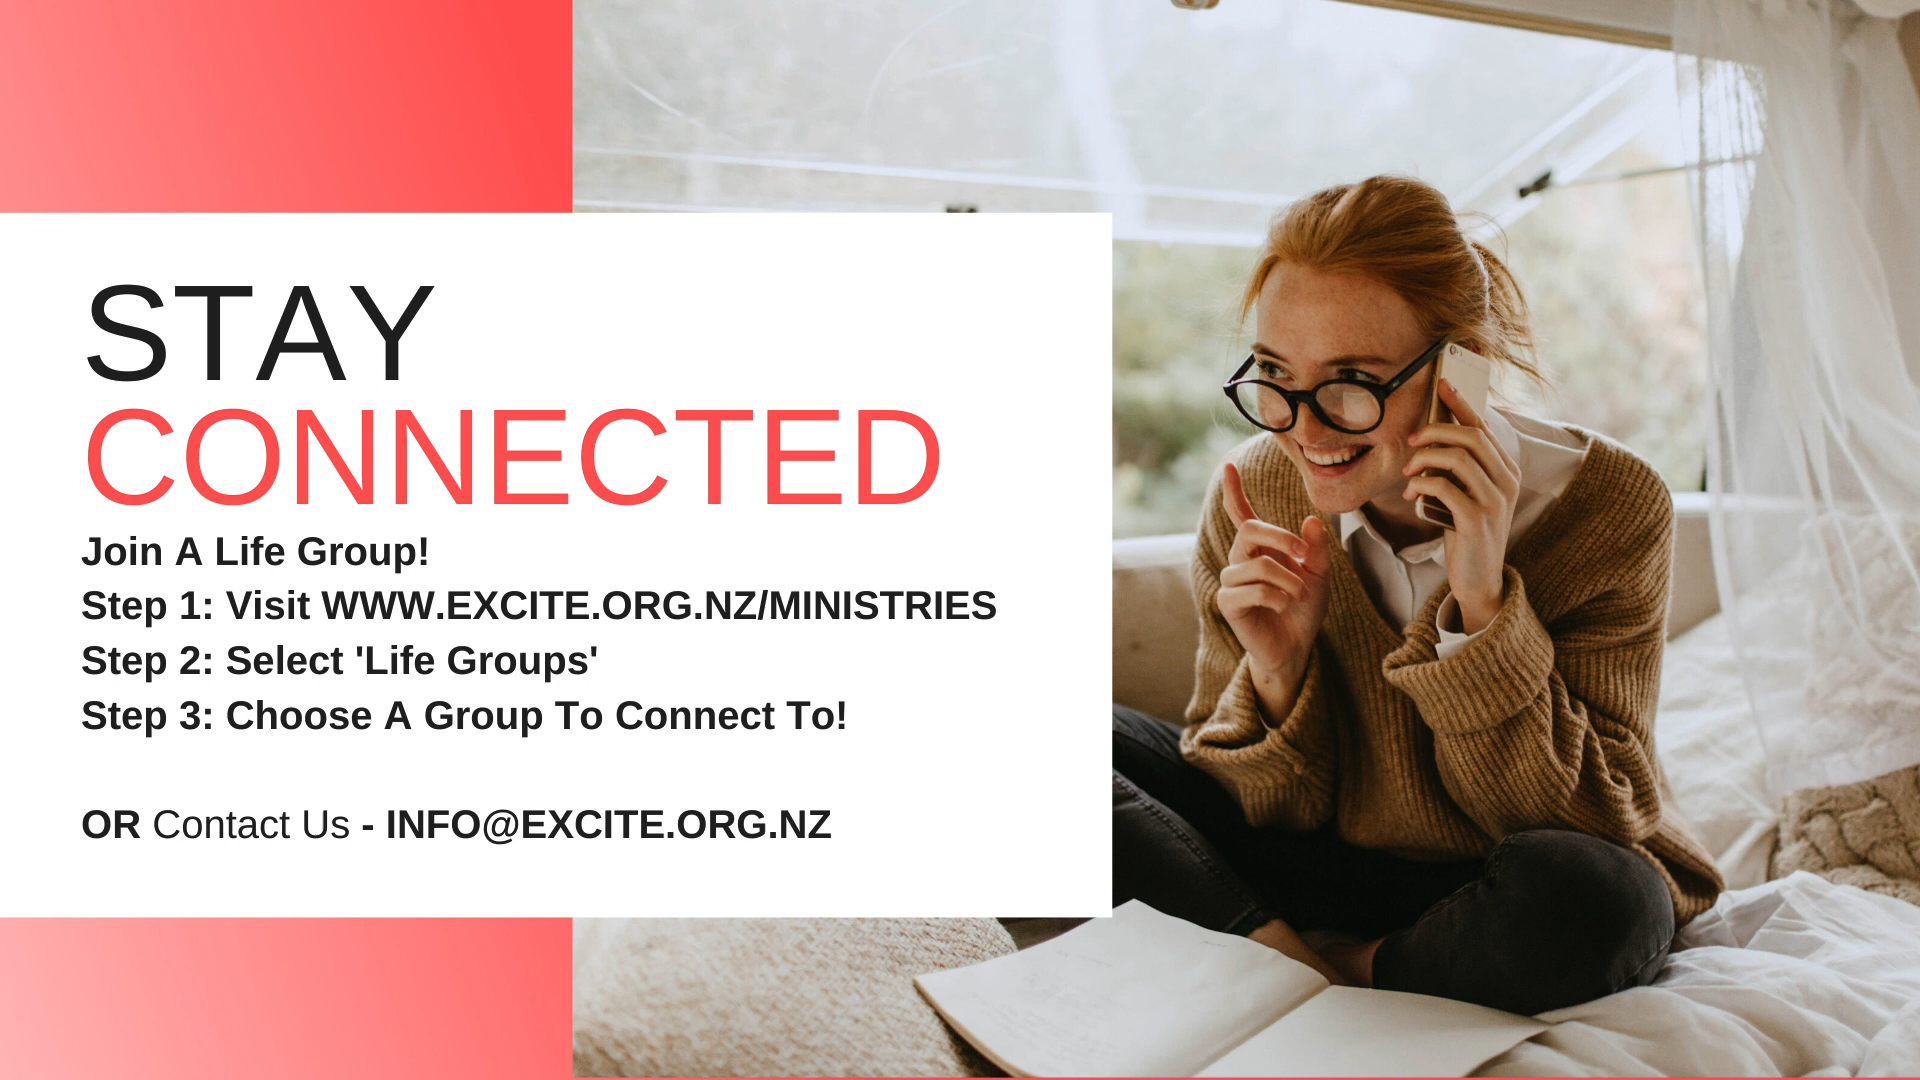 STAY
CONNECTED
Join A Life Group!
Step 1: Visit WWW.EXCITE.ORG.NZ/MINISTRIES
Step 2: Select 'Life Groups'
Step 3: Choose A Group To Connect To!
OR Contact Us - INFO@EXCITE.ORG.NZ